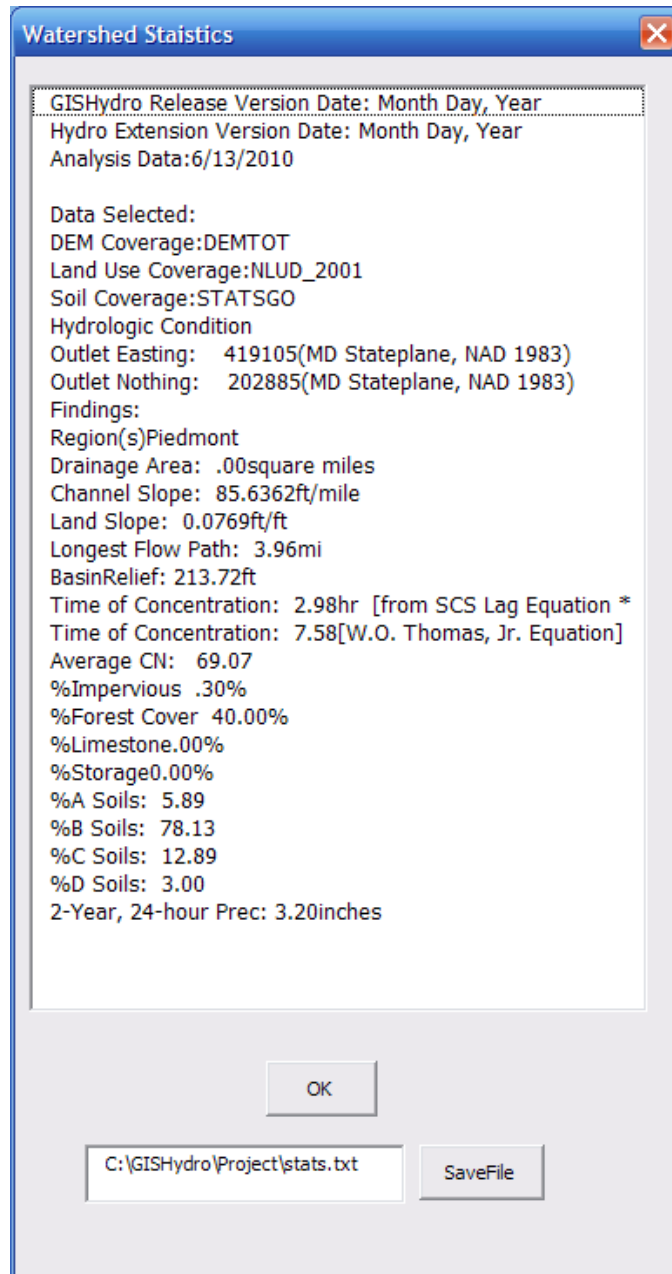 Watershed Staistics
GISHydro Release Version Date: Month Day, Year
Hydro Extension Version Date: Month Day, Year
Analysis Data:6/13/2010
Data Selected:
DEM Coverage:DEMTOT
Land Use Coverage:NLUD_2001
Soil Coverage:STATSGO
Hydrologic Condition
Outlet Easting: 419105(MD Stateplane, NAD 1983)
Outlet Nothing: 202885(MD Stateplane, NAD 1983)
Findings:
Region(s)Piedmont
Drainage Area: .00square miles
Channel Slope: 85.6362ft/mile
Land Slope: 0.0769ft/ft
Longest Flow Path: 3.96mi
BasinRelief: 213.72ft
Time of Concentration: 2.98hr [from SCS Lag Equation *
Time of Concentration: 7.58[W.O. Thomas, Jr. Equation]
Average CN: 69.07
%Impervious .30%
%Forest Cover 40.00%
%Limestone.00%
%Storage0.00%
%A Soils: 5.89
%B Soils: 78.13
%C Soils: 12.89
%D Soils: 3.00
2-Year, 24-hour Prec: 3.20inches
OK
C:\GISHydro\Project\stats.txt
SaveFile